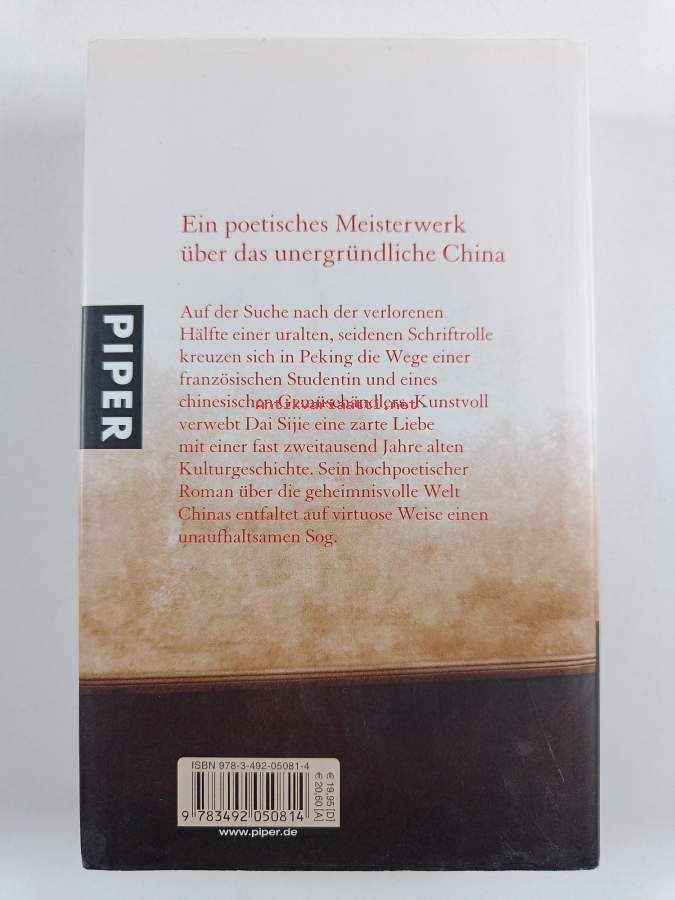 Ein poetisches Meisterwerk
über das unergründliche China
Auf der Suche nach der verlorenen
Hälfte einer uralten, seidenen Schriftrolle
kreuzen sich in Peking die Wege einer
französischen Studentin und eines
chinesischen Gemüsehändlers. Kunstvoll
antikvariaatti.net
verwebt Dai Sijie eine zarte Liebe
mit einer fast zweitausend Jahre alten
Kulturgeschichte. Sein hochpoetischer
Roman über die geheimnisvolle Welt
Chinas entfaltet auf virtuose Weise einen
unaufhaltsamen Sog.
PIPER
ISBN 978-3-492-05081-4
€ 19.95 [D]
€ 20.60 [A]
9 783492 050814
www.piper.de